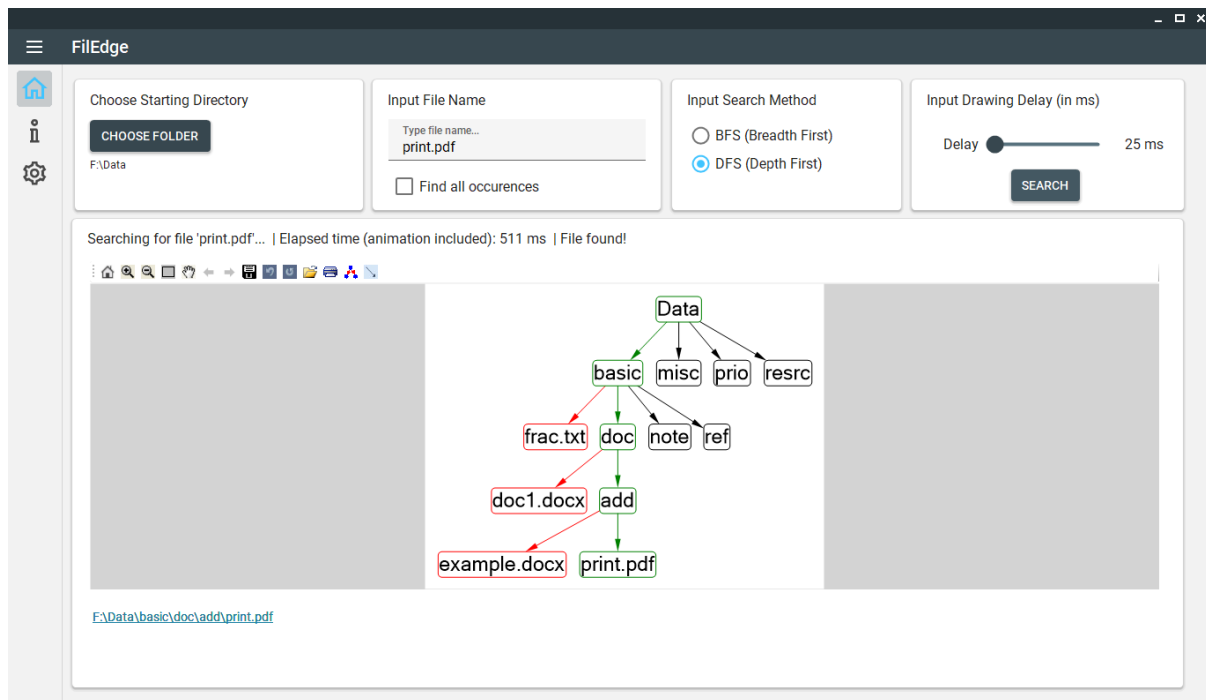 FilEdge
Choose Starting Directory
CHOOSE FOLDER
F:\Data
Input File Name
Type file name...
print.pdf
Find all occurences
Input Search Method
BFS (Breadth First)
DFS (Depth First)
Input Drawing Delay (in ms)
Delay 25 ms
SEARCH
Searching for file 'print.pdf'... | Elapsed time (animation included): 511 ms | File found!
Data
basic misc prio resrc
frac.txt doc note ref
doc1.docx add
example.docx print.pdf
F:\Data\basic\doc\add\print.pdf